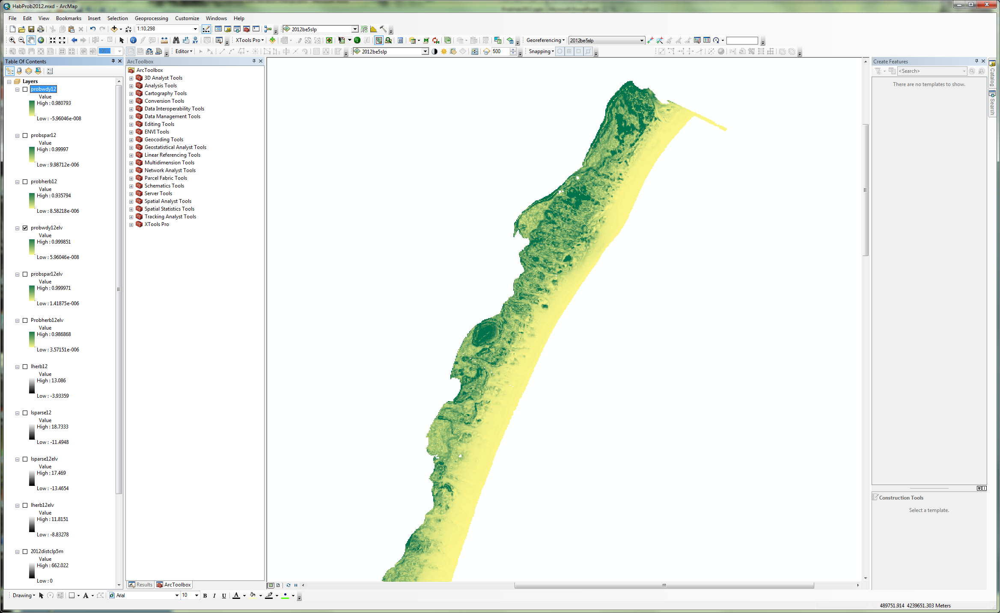 HabProb2012.mxd - ArcMap
File Edit View Bookmarks Insert Selection Geoprocessing Customize Windows Help
1:10,298
2012be5slp
XTools Pro
Georeferencing
2012be5slp
100%
Editor
2012be5slp
500
Snapping
Table Of Contents
Layers
probwdy12
Value
High : 0.980793
Low : -5.96046e-008
probspar12
Value
High : 0.99997
Low : 9.98712e-006
probherb12
Value
High : 0.935794
Low : 8.58218e-006
probwdy12elv
Value
High : 0.999851
Low : 5.96046e-008
probspar12elv
Value
High : 0.999971
Low : 1.41875e-006
Probherb12elv
Value
High : 0.986868
Low : 3.57151e-006
lherb12
Value
High : 13.086
Low : -3.93359
lsparse12
Value
High : 18.7333
Low : -11.4948
lsparse12elv
Value
High : 17.469
Low : -13.4654
lherb12elv
Value
High : 11.8151
Low : -8.83278
2012distclp5m
Value
High : 662.022
Low : 0
ArcToolbox
ArcToolbox
3D Analyst Tools
Analysis Tools
Cartography Tools
Conversion Tools
Data Interoperability Tools
Data Management Tools
Editing Tools
ENVI Tools
Geocoding Tools
Geostatistical Analyst Tools
Linear Referencing Tools
Multidimension Tools
Network Analyst Tools
Parcel Fabric Tools
Schematics Tools
Server Tools
Spatial Analyst Tools
Spatial Statistics Tools
Tracking Analyst Tools
XTools Pro
Results
ArcToolbox
Create Features
<Search>
There are no templates to show.
Construction Tools
Select a template.
Catalog
Search
Drawing
Arial
10
B I U A
489751.914 4239651.303 Meters